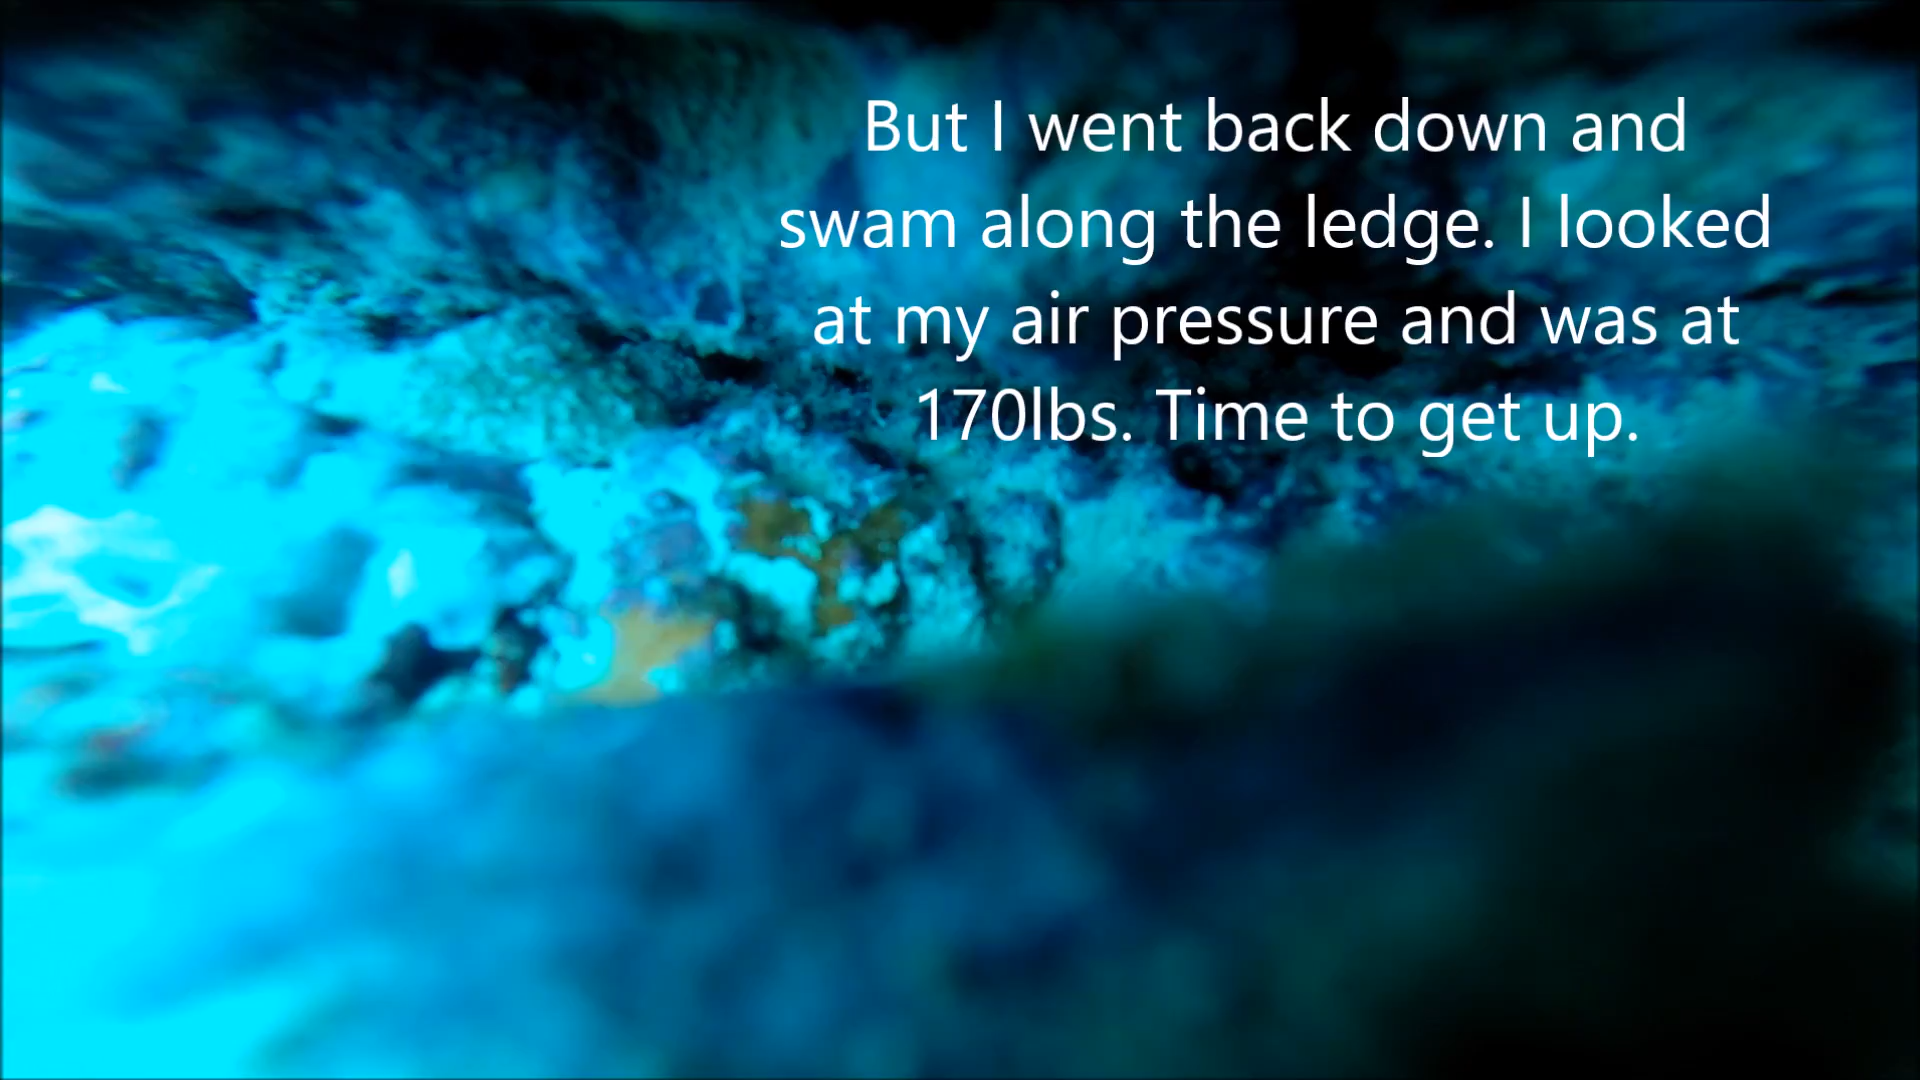 But I went back down and
swam along the ledge. I looked
at my air pressure and was at
170lbs. Time to get up.